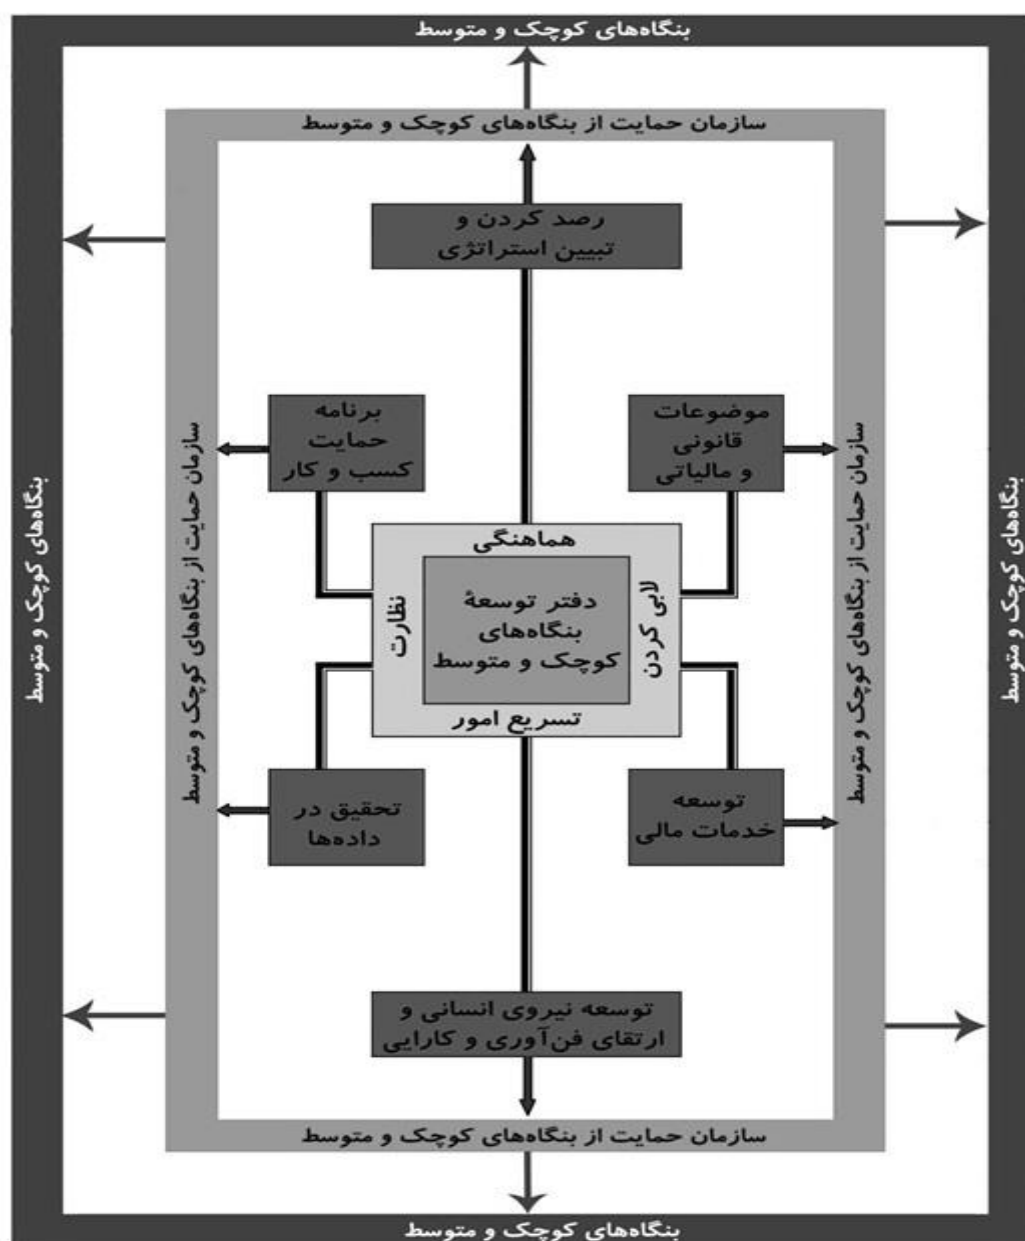 بنگاه‌های کوچک و متوسط
سازمان حمایت از بنگاه‌های کوچک و متوسط
رصد کردن و
تبیین استراتژی
موضوعات
قانونی
و مالیاتی
برنامه
حمایت
کسب و کار
بنگاه‌های کوچک و متوسط
سازمان حمایت از بنگاه‌های کوچک و متوسط
هماهنگی
لابی کردن
دفتر توسعهٔ
بنگاه‌های
کوچک و متوسط
نظارت
تسریع امور
سازمان حمایت از بنگاه‌های کوچک و متوسط
بنگاه‌های کوچک و متوسط
توسعه
خدمات مالی
تحقیق در
داده‌ها
توسعه نیروی انسانی و
ارتقای فن‌آوری و کارایی
سازمان حمایت از بنگاه‌های کوچک و متوسط
بنگاه‌های کوچک و متوسط